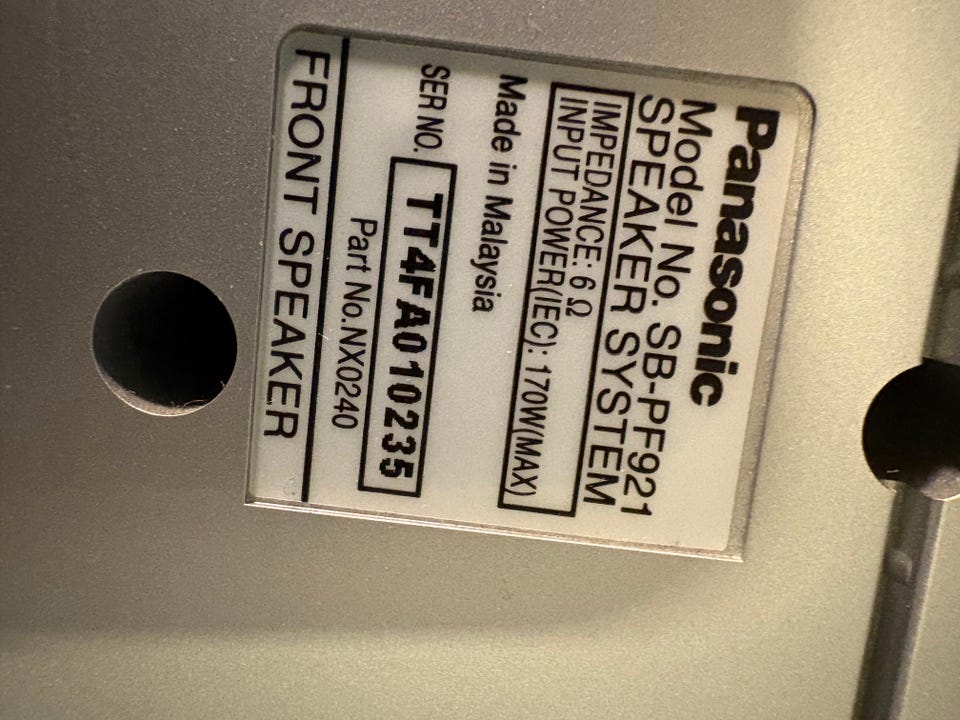 Panasonic
Model No. SB-PF921
SPEAKER SYSTEM
IMPEDANCE: 6 Ω
INPUT POWER(IEC): 170W(MAX)
Made in Malaysia
SER NO. TT4FA010235
Part No.NX0240
FRONT SPEAKER